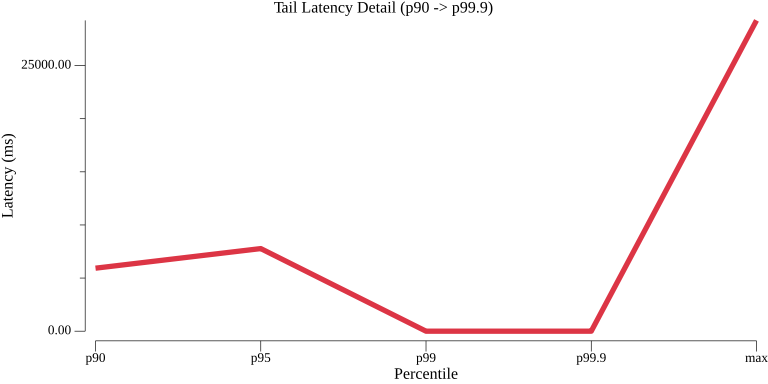 Tail Latency Detail (p90 -> p99.9)
25000.00
Latency (ms)
0.00
p90
p95
p99
p99.9
max
Percentile